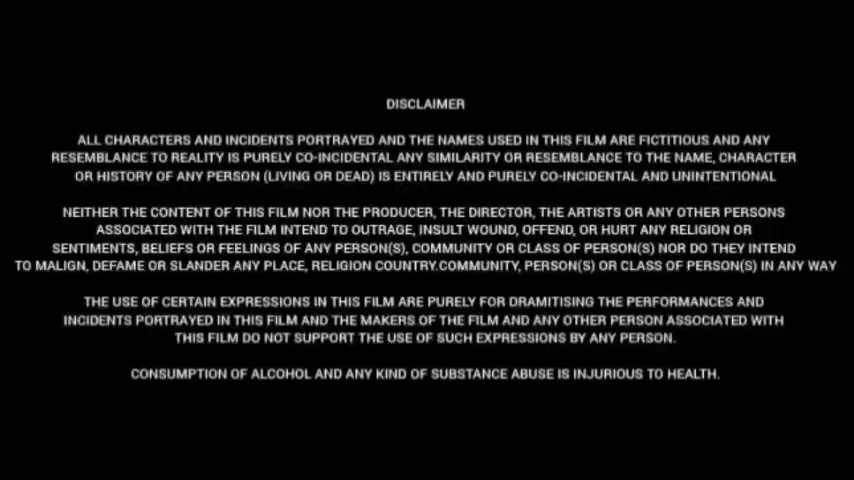 DISCLAIMER
ALL CHARACTERS AND INCIDENTS PORTRAYED AND THE NAMES USED IN THIS FILM ARE FICTITIOUS AND ANY
RESEMBLANCE TO REALITY IS PURELY CO-INCIDENTAL ANY SIMILARITY OR RESEMBLANCE TO THE NAME, CHARACTER
OR HISTORY OF ANY PERSON (LIVING OR DEAD) IS ENTIRELY AND PURELY CO-INCIDENTAL AND UNINTENTIONAL
NEITHER THE CONTENT OF THIS FILM NOR THE PRODUCER, THE DIRECTOR, THE ARTISTS OR ANY OTHER PERSONS
ASSOCIATED WITH THE FILM INTEND TO OUTRAGE, INSULT WOUND, OFFEND, OR HURT ANY RELIGION OR
SENTIMENTS, BELIEFS OR FEELINGS OF ANY PERSON(S), COMMUNITY OR CLASS OF PERSON(S) NOR DO THEY INTEND
TO MALIGN, DEFAME OR SLANDER ANY PLACE, RELIGION COUNTRY.COMMUNITY, PERSON(S) OR CLASS OF PERSON(S) IN ANY WAY
THE USE OF CERTAIN EXPRESSIONS IN THIS FILM ARE PURELY FOR DRAMITISING THE PERFORMANCES AND
INCIDENTS PORTRAYED IN THIS FILM AND THE MAKERS OF THE FILM AND ANY OTHER PERSON ASSOCIATED WITH
THIS FILM DO NOT SUPPORT THE USE OF SUCH EXPRESSIONS BY ANY PERSON.
CONSUMPTION OF ALCOHOL AND ANY KIND OF SUBSTANCE ABUSE IS INJURIOUS TO HEALTH.